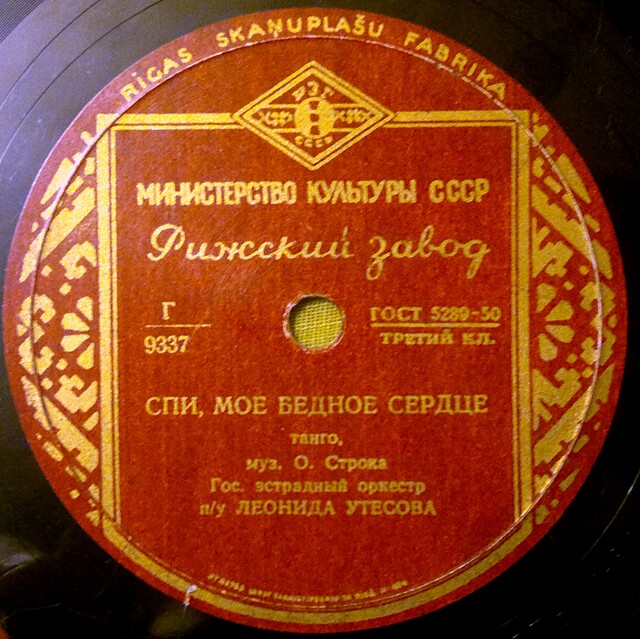 RĪGAS SKAŅUPLAŠU FABRIKA
РЗГ
СССР
МИНИСТЕРСТВО КУЛЬТУРЫ СССР
Рижский завод
Г
9337
ГОСТ 5289-50
ТРЕТИЙ КЛ.
СПИ, МОЕ БЕДНОЕ СЕРДЦЕ
танго,
муз. О. Строка
Гос. эстрадный оркестр
п/у ЛЕОНИДА УТЕСОВА